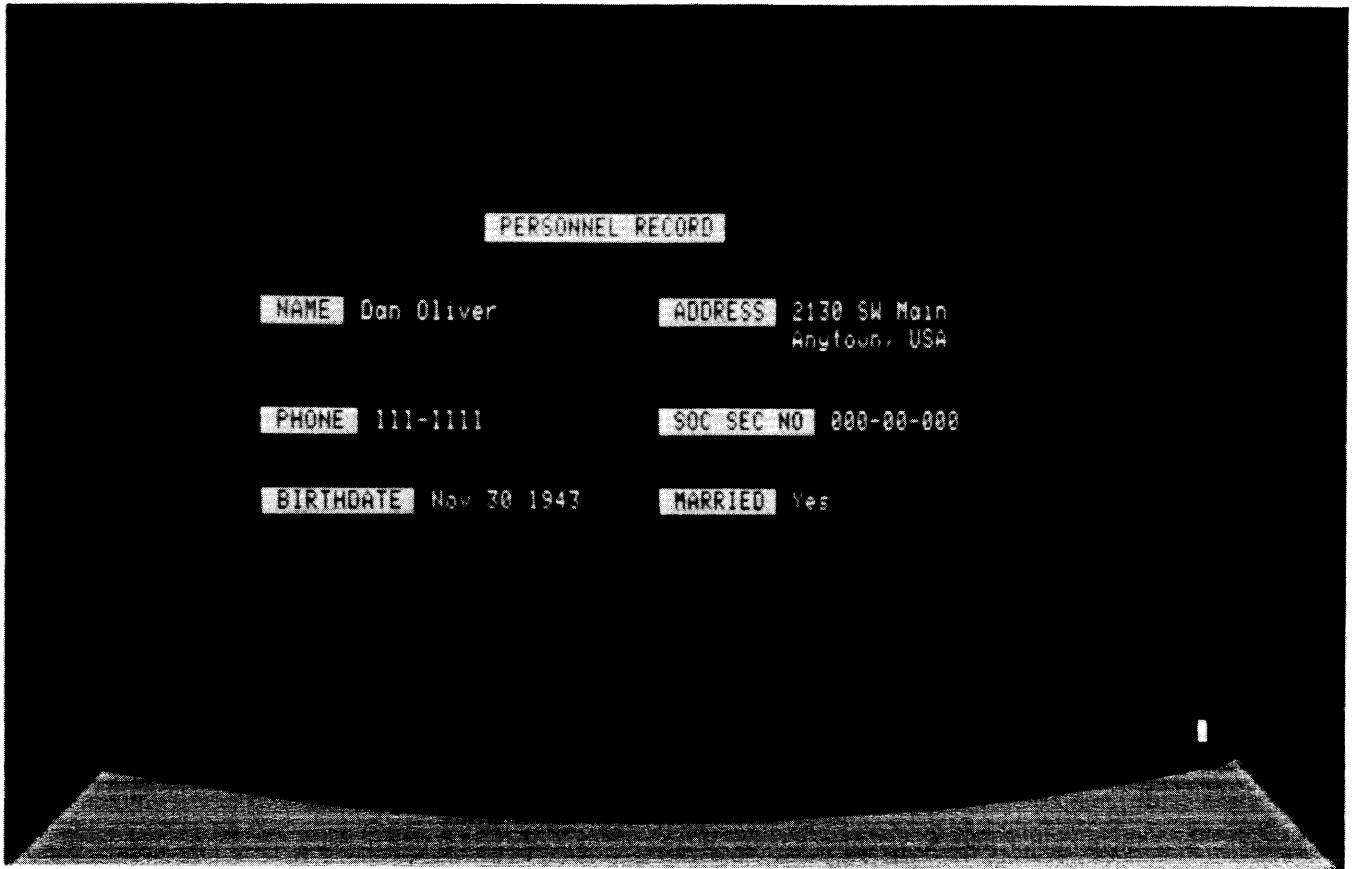 PERSONNEL RECORD
NAME Dan Oliver
ADDRESS 2130 SW Main
Anytown, USA
PHONE 111-1111
SOC SEC NO 000-00-000
BIRTHDATE Nov 30 1943
MARRIED Yes